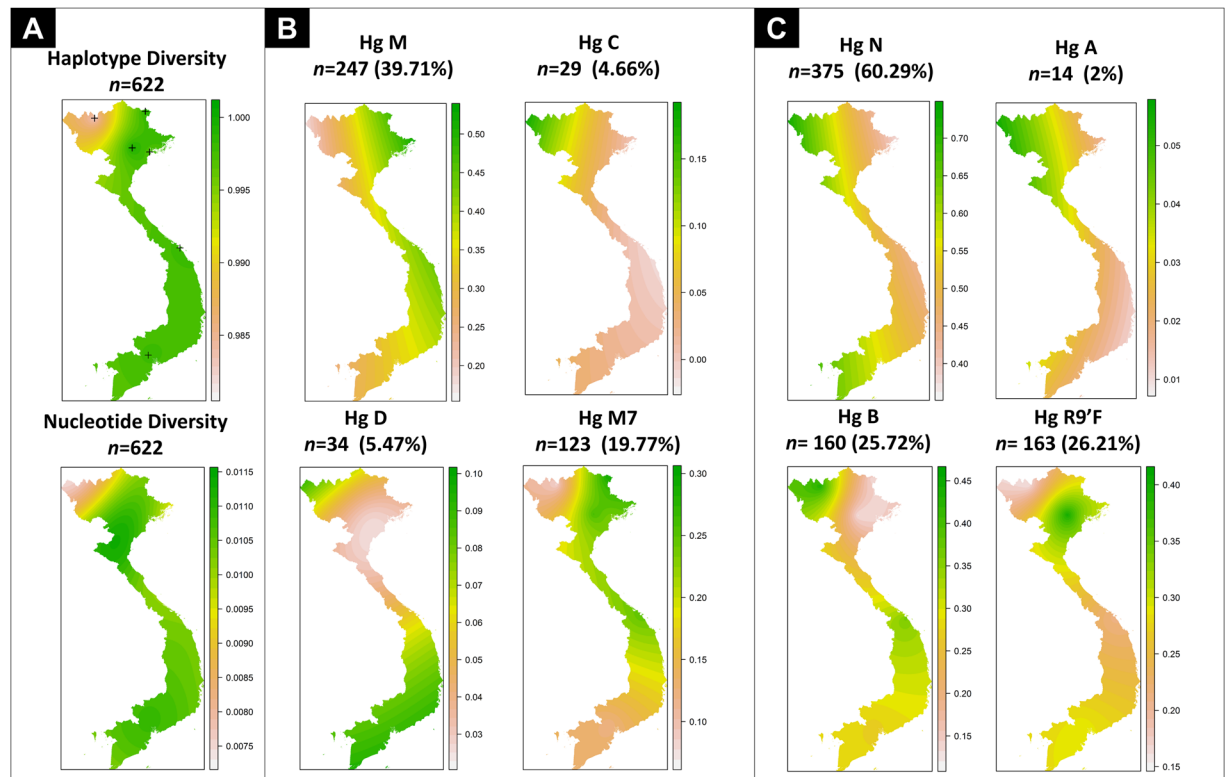 A
Haplotype Diversity
n=622
1.000
0.995
0.990
0.985
Nucleotide Diversity
n=622
0.0115
0.0110
0.0105
0.0100
0.0095
0.0090
0.0085
0.0080
0.0075
B
Hg M
n=247 (39.71%)
0.50
0.45
0.40
0.35
0.30
0.25
0.20
Hg C
n=29 (4.66%)
0.15
0.10
0.05
0.00
Hg D
n=34 (5.47%)
0.10
0.09
0.08
0.07
0.06
0.05
0.04
0.03
Hg M7
n=123 (19.77%)
0.30
0.25
0.20
0.15
0.10
C
Hg N
n=375 (60.29%)
0.70
0.65
0.60
0.55
0.50
0.45
0.40
Hg A
n=14 (2%)
0.05
0.04
0.03
0.02
0.01
Hg B
n= 160 (25.72%)
0.45
0.40
0.35
0.30
0.25
0.20
0.15
Hg R9’F
n= 163 (26.21%)
0.40
0.35
0.30
0.25
0.20
0.15